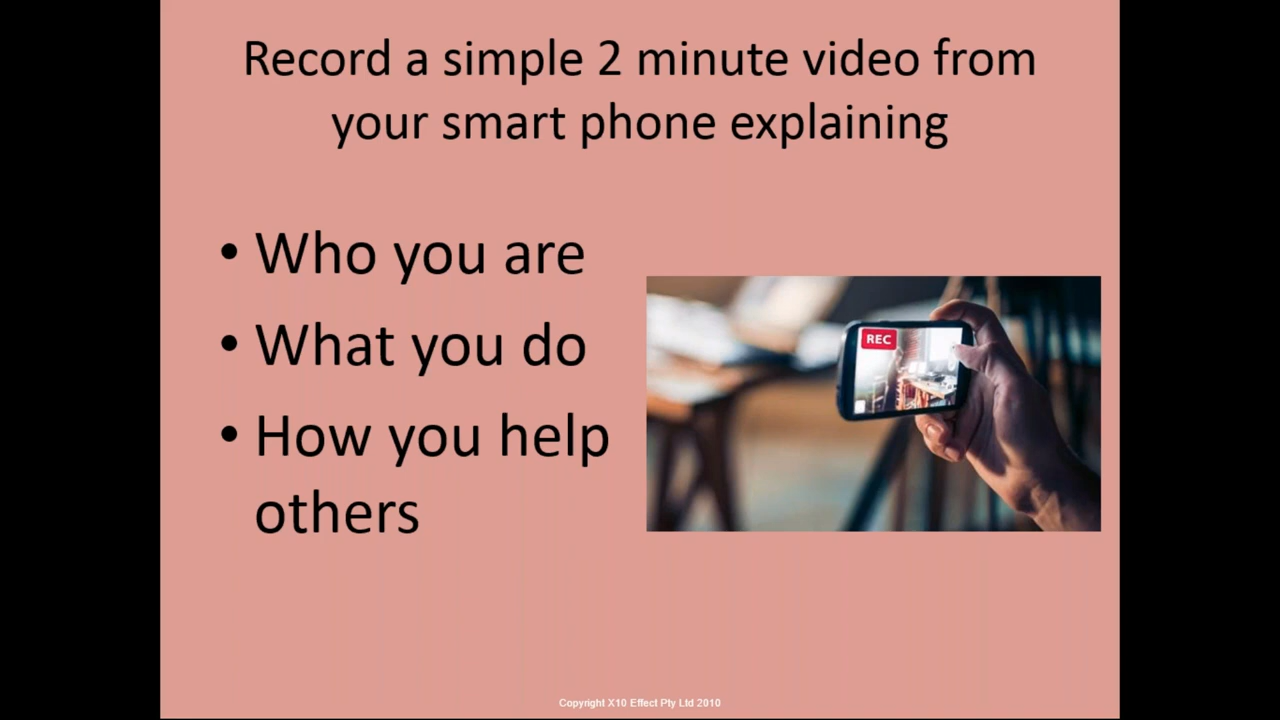 Record a simple 2 minute video from
your smart phone explaining
• Who you are
• What you do
• How you help
others
REC
Copyright X10 Effect Pty Ltd 2010